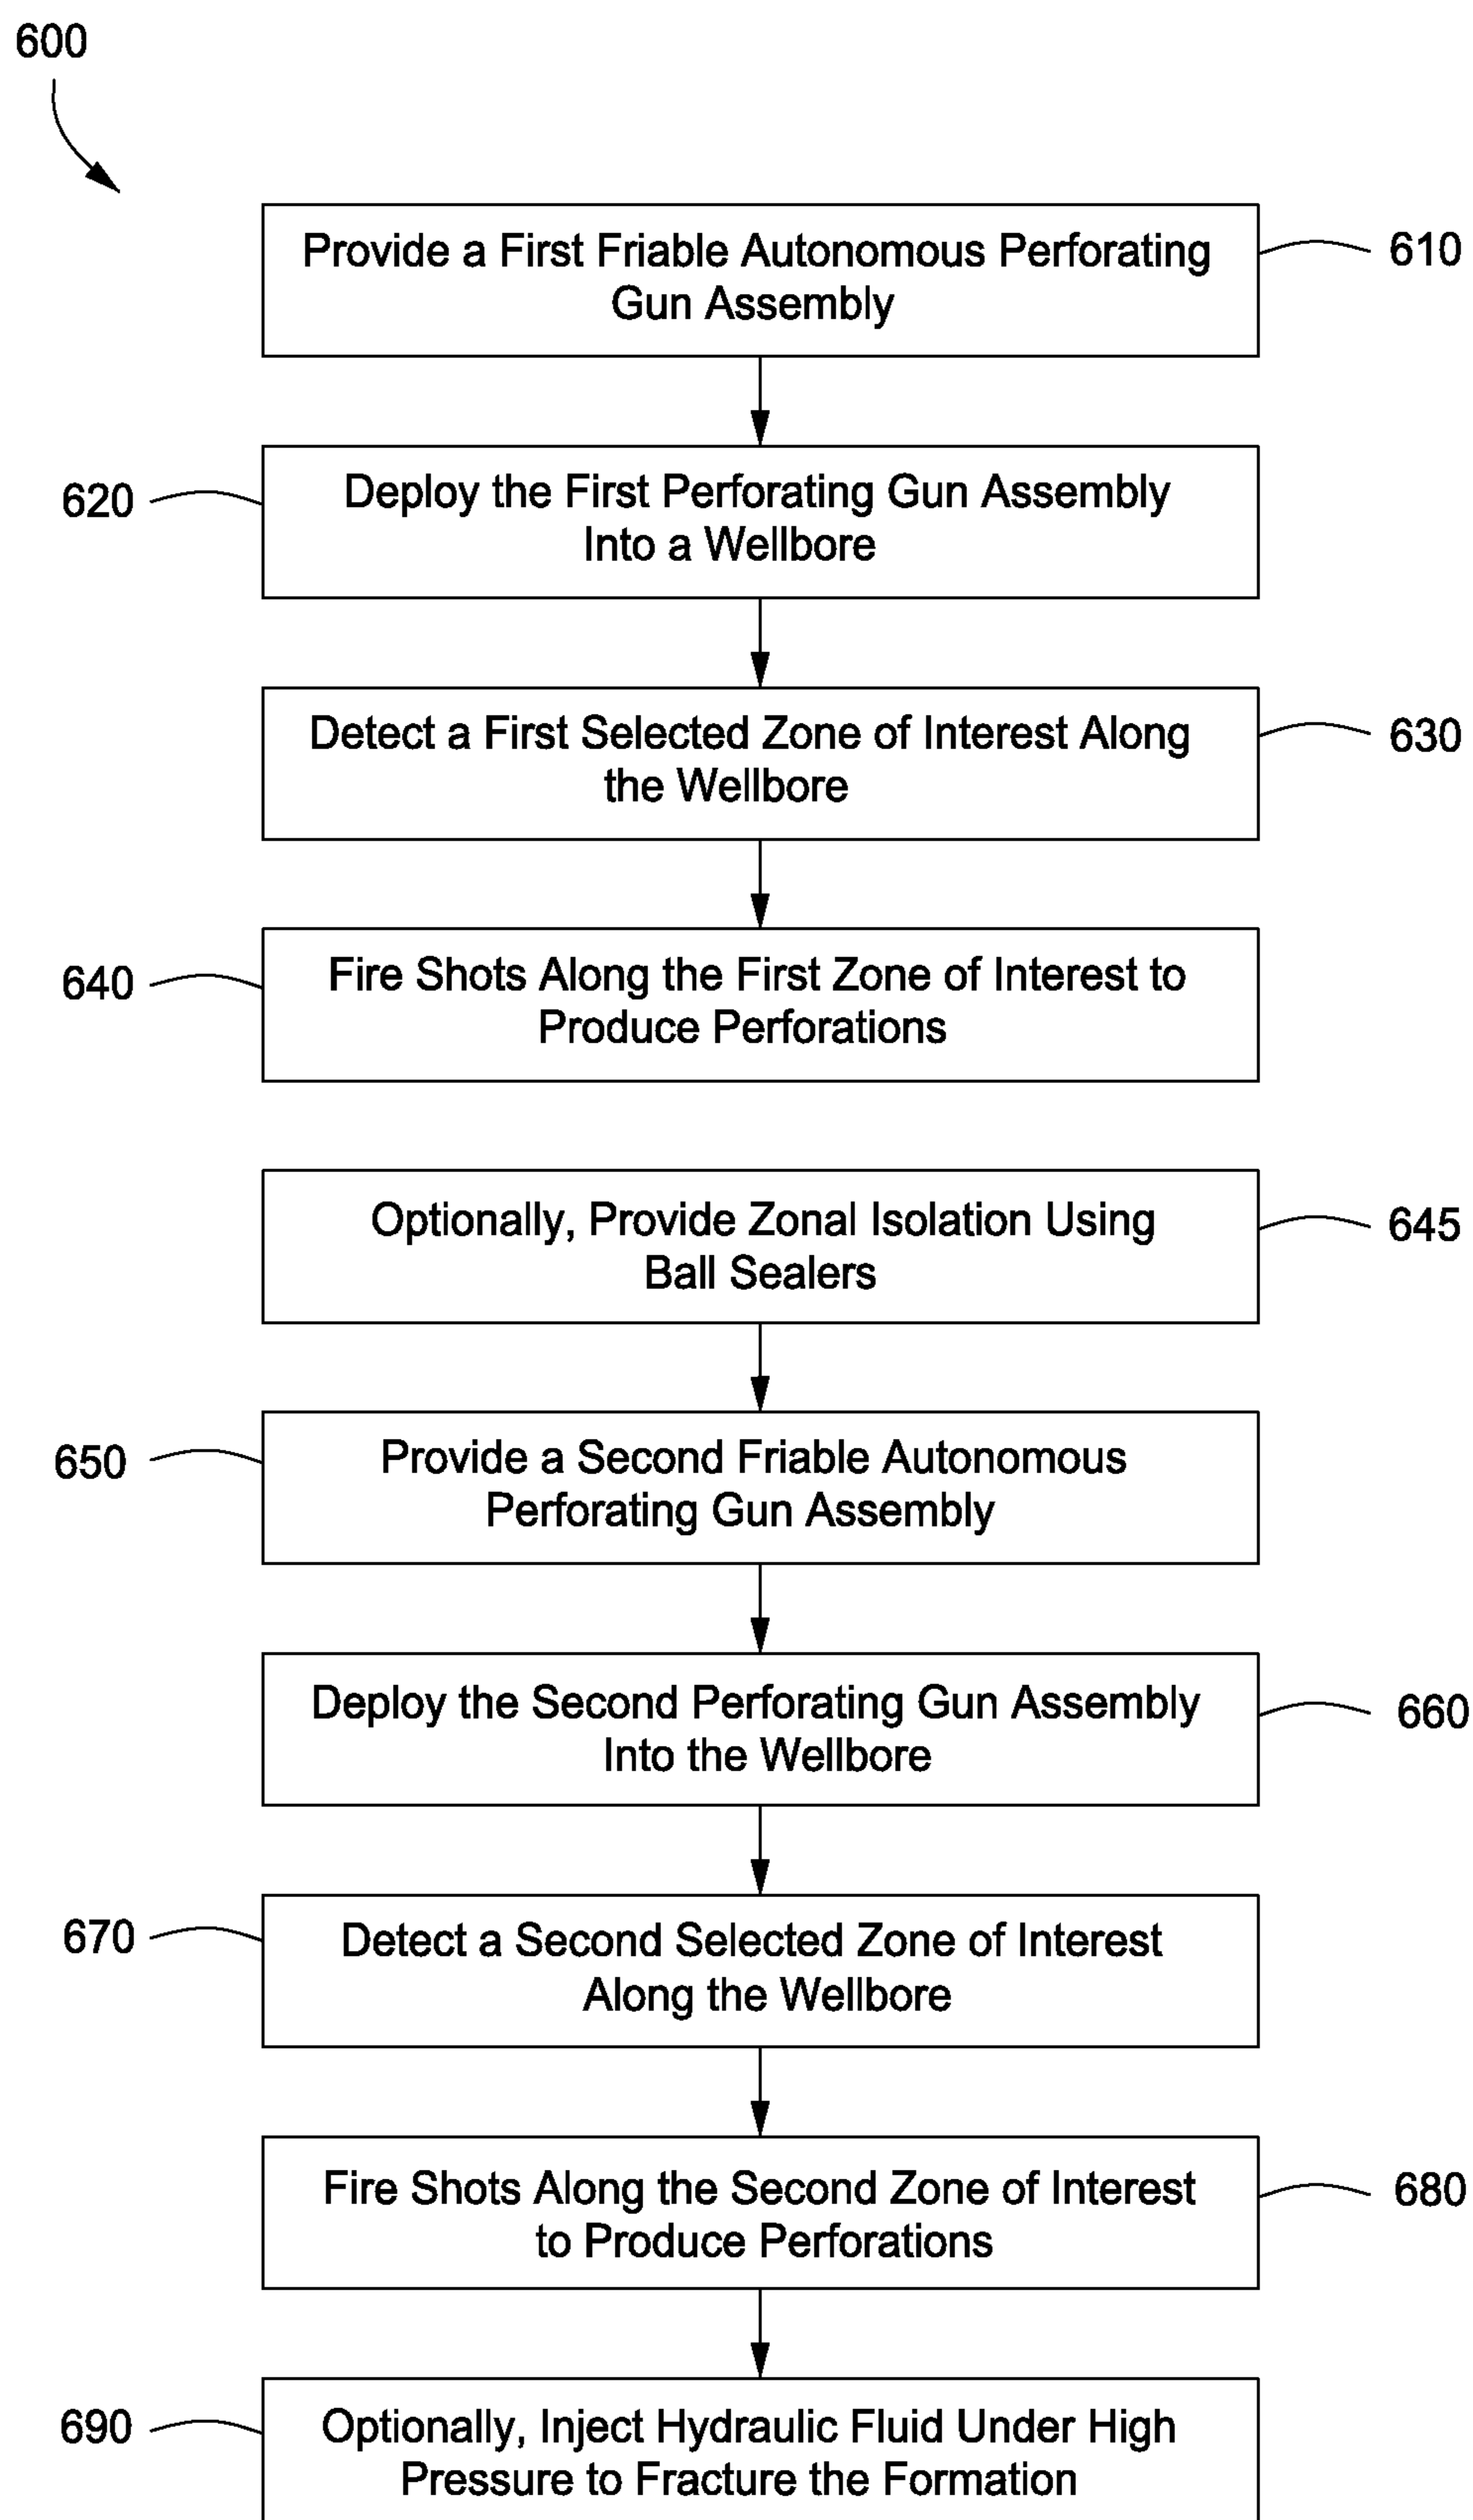 600
Provide a First Friable Autonomous Perforating
Gun Assembly
610
620
Deploy the First Perforating Gun Assembly
Into a Wellbore
Detect a First Selected Zone of Interest Along
the Wellbore
630
640
Fire Shots Along the First Zone of Interest to
Produce Perforations
Optionally, Provide Zonal Isolation Using
Ball Sealers
645
650
Provide a Second Friable Autonomous
Perforating Gun Assembly
Deploy the Second Perforating Gun Assembly
Into the Wellbore
660
670
Detect a Second Selected Zone of Interest
Along the Wellbore
Fire Shots Along the Second Zone of Interest
to Produce Perforations
680
690
Optionally, Inject Hydraulic Fluid Under High
Pressure to Fracture the Formation